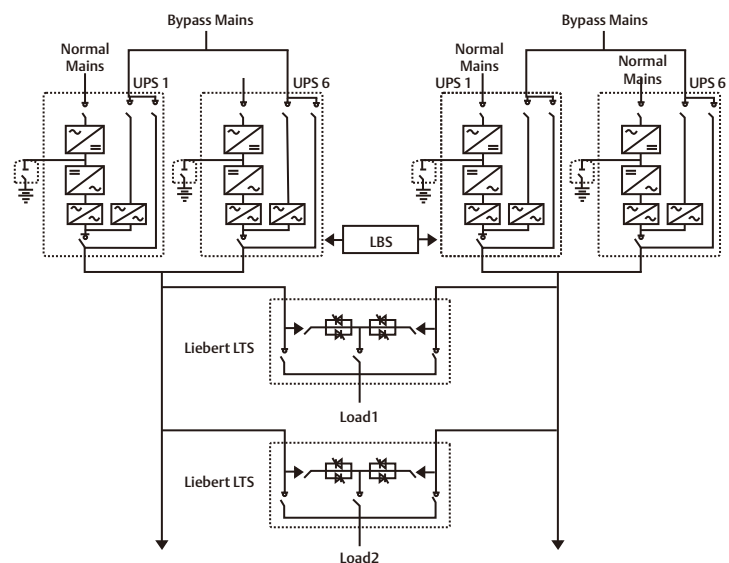 Bypass Mains
Bypass Mains
Normal
Mains
Normal
Mains
Normal
Mains
UPS 1
UPS 6
UPS 1
UPS 6
LBS
Liebert LTS
Load1
Liebert LTS
Load2